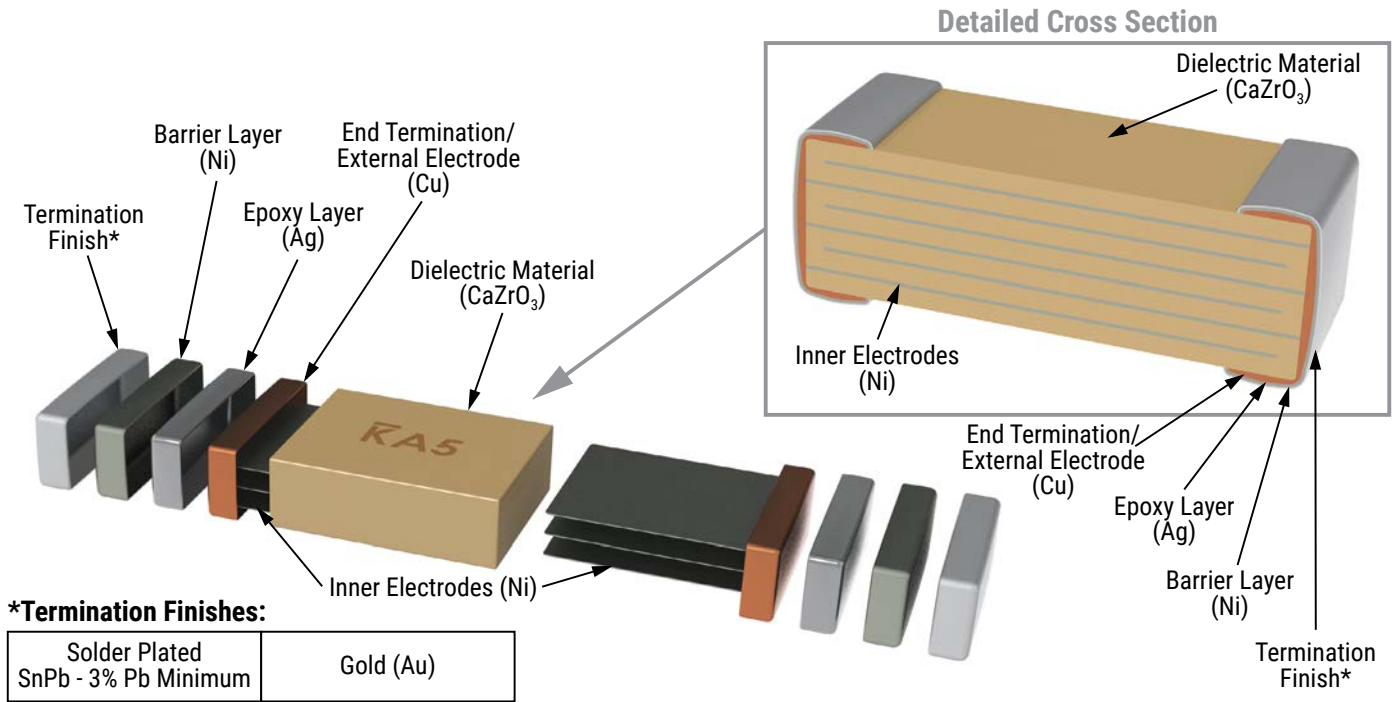 Detailed Cross Section
Dielectric Material
(CaZrO₃)
Inner Electrodes
(Ni)
End Termination/
External Electrode
(Cu)
Epoxy Layer
(Ag)
Barrier Layer
(Ni)
Termination
Finish*
Termination
Finish*
Barrier Layer
(Ni)
Epoxy Layer
(Ag)
End Termination/
External Electrode
(Cu)
Dielectric Material
(CaZrO₃)
KA5
Inner Electrodes (Ni)
*Termination Finishes:
Solder Plated
SnPb - 3% Pb Minimum
Gold (Au)